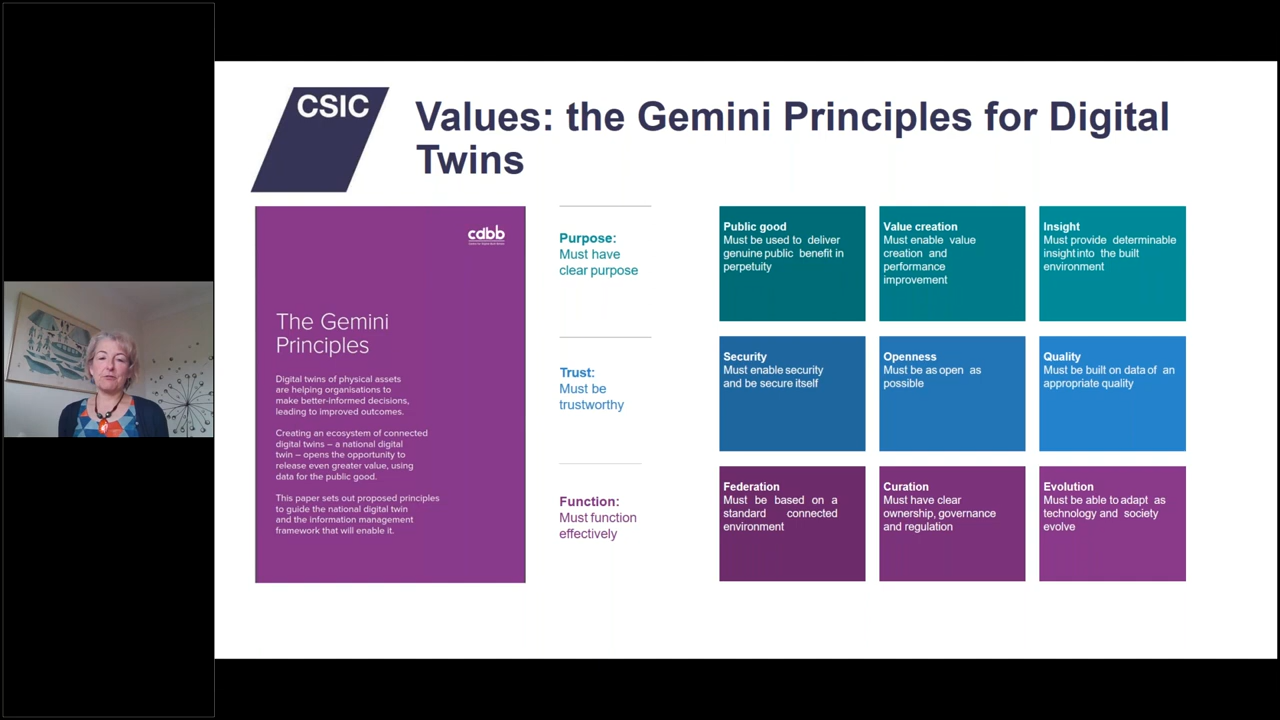 CSIC
Values: the Gemini Principles for Digital
Twins
cdbb
The Gemini
Principles
Digital twins of physical assets
are helping organisations to
make better-informed decisions,
leading to improved outcomes.
Creating an ecosystem of connected
digital twins – a national digital
twin – opens the opportunity to
release even greater value, using
data for the public good.
This paper sets out proposed principles
to guide the national digital twin
and the information management
framework that will enable it.
Purpose:
Must have
clear purpose
Public good
Must be used to deliver
genuine public benefit in
perpetuity
Value creation
Must enable value
creation and
performance
improvement
Insight
Must provide determinable
insight into the built
environment
Trust:
Must be
trustworthy
Security
Must enable security
and be secure itself
Openness
Must be as open as
possible
Quality
Must be built on data of an
appropriate quality
Function:
Must function
effectively
Federation
Must be based on a
standard connected
environment
Curation
Must have clear
ownership, governance
and regulation
Evolution
Must be able to adapt as
technology and society
evolve